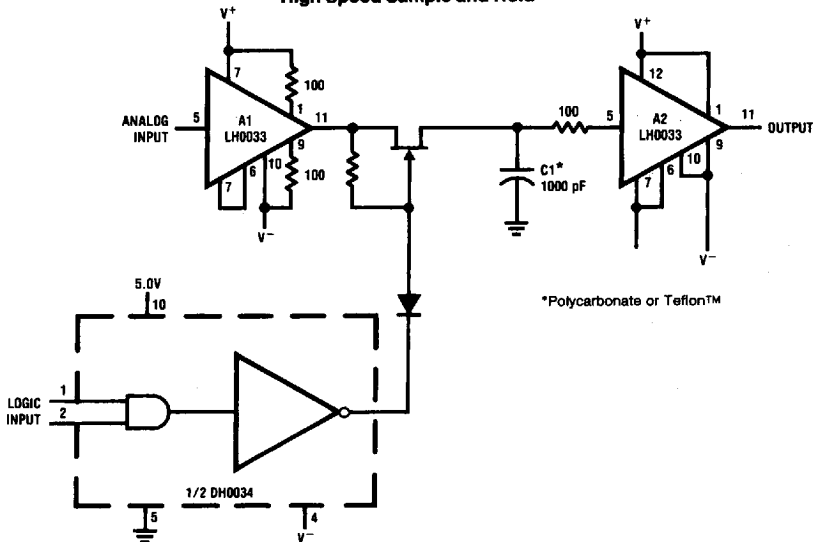 High Speed Sample and Hold
V+
7
100
1
5
A1
LH0033
11
ANALOG
INPUT
9
10
6
7
100
V−
100
C1*
1000 pF
V+
12
1
5
A2
LH0033
11
OUTPUT
9
10
6
7
V−
*Polycarbonate or Teflon™
5.0V
10
1
2
LOGIC
INPUT
1/2 DH0034
5
4
V−